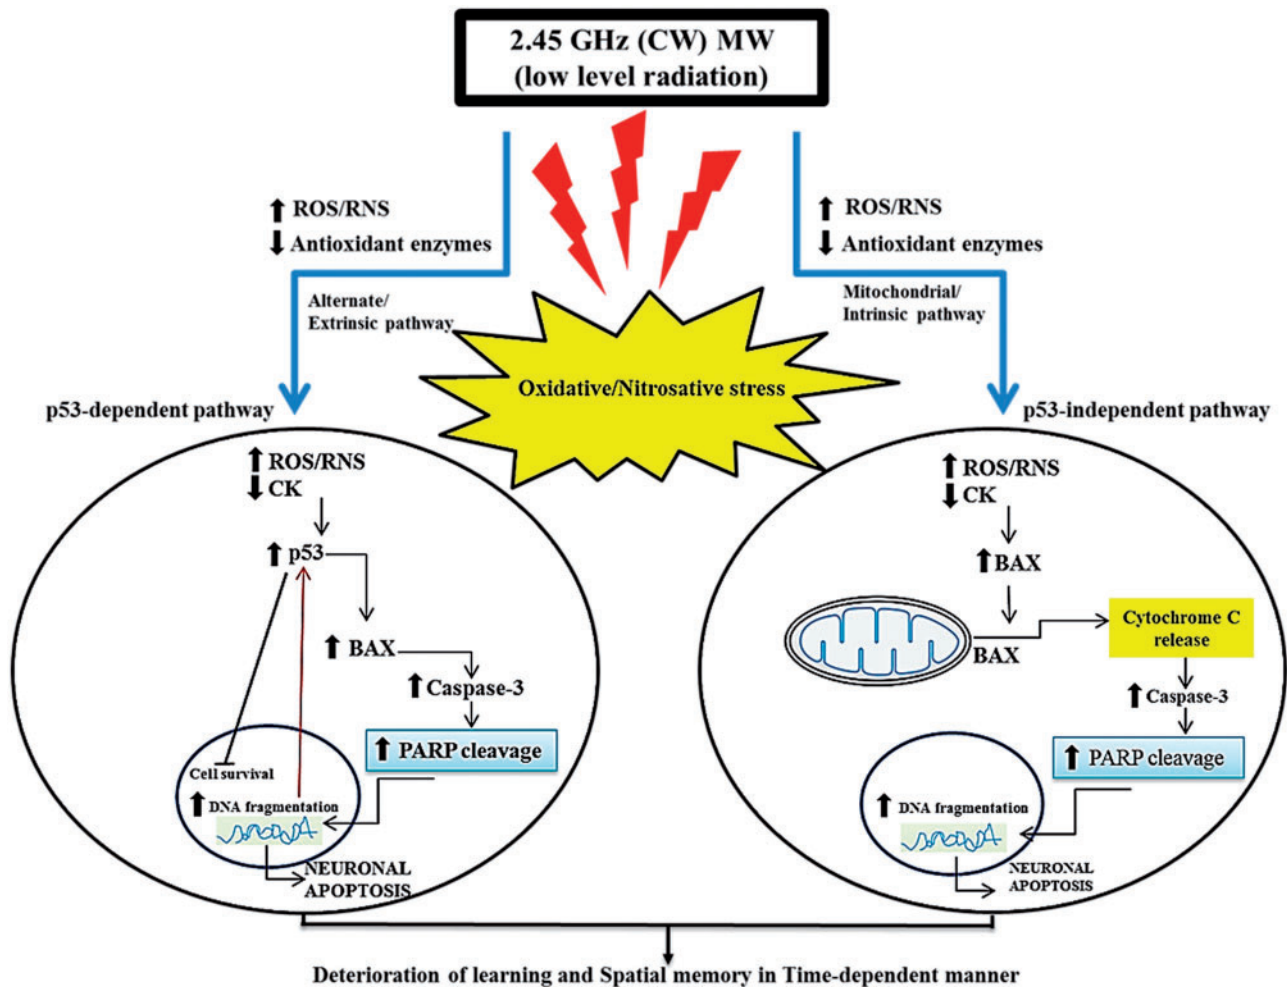 2.45 GHz (CW) MW
(low level radiation)
⬆ ROS/RNS
⬇ Antioxidant enzymes
⬆ ROS/RNS
⬇ Antioxidant enzymes
Alternate/
Extrinsic pathway
Mitochondrial/
Intrinsic pathway
Oxidative/Nitrosative stress
p53-dependent pathway
p53-independent pathway
⬆ ROS/RNS
⬇ CK
⬆ p53
⬆ BAX
⬆ Caspase-3
⬆ PARP cleavage
Cell survival
⬆ DNA fragmentation
NEURONAL
APOPTOSIS
⬆ ROS/RNS
⬇ CK
⬆ BAX
BAX
Cytochrome C
release
⬆ Caspase-3
⬆ PARP cleavage
⬆ DNA fragmentation
NEURONAL
APOPTOSIS
Deterioration of learning and Spatial memory in Time-dependent manner